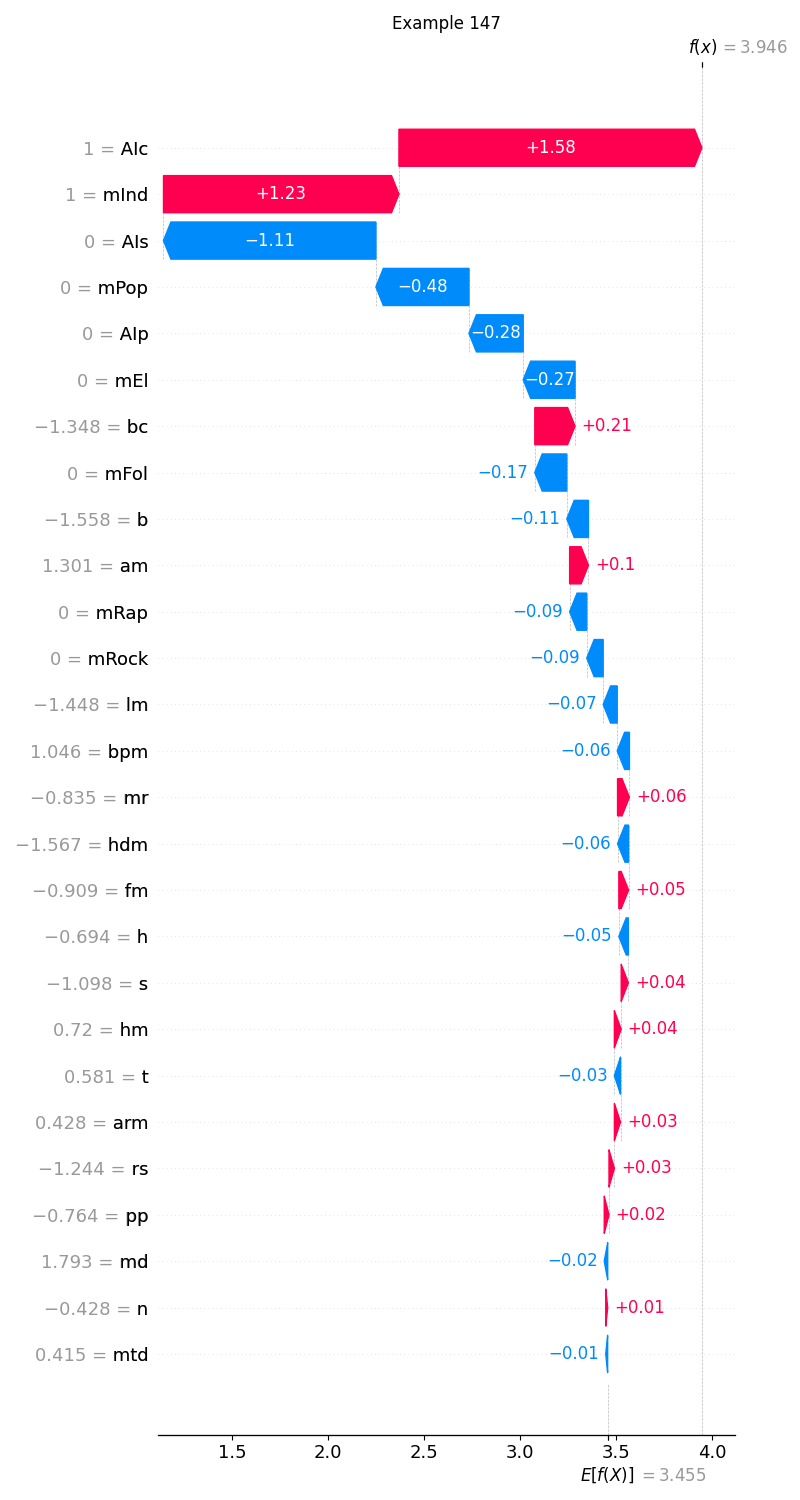 Example 147
f(x) = 3.946
1 = AIc +1.58
1 = mInd +1.23
0 = AIs −1.11
0 = mPop −0.48
0 = AIp −0.28
0 = mEl −0.27
−1.348 = bc +0.21
0 = mFol −0.17
−1.558 = b −0.11
1.301 = am +0.1
0 = mRap −0.09
0 = mRock −0.09
−1.448 = lm −0.07
1.046 = bpm −0.06
−0.835 = mr +0.06
−1.567 = hdm −0.06
−0.909 = fm +0.05
−0.694 = h −0.05
−1.098 = s +0.04
0.72 = hm +0.04
0.581 = t −0.03
0.428 = arm +0.03
−1.244 = rs +0.03
−0.764 = pp +0.02
1.793 = md −0.02
−0.428 = n +0.01
0.415 = mtd −0.01
1.5 2.0 2.5 3.0 3.5 4.0
E[f(X)] = 3.455